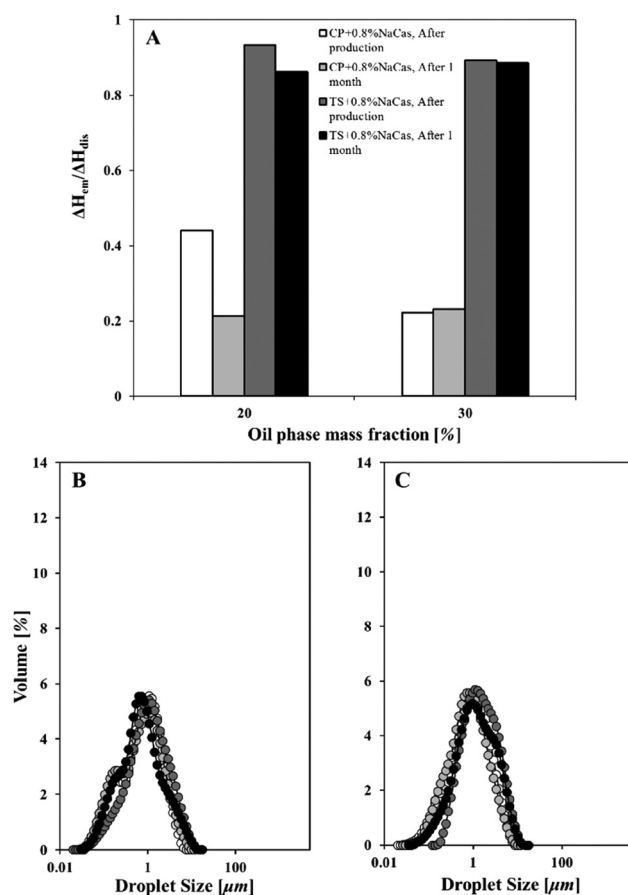 A
CP+0.8%NaCas, After
production
CP+0.8%NaCas, After 1
month
TS+0.8%NaCas, After
production
TS+0.8%NaCas, After 1
month
ΔHem/ΔHdis
1
0.8
0.6
0.4
0.2
0
20
30
Oil phase mass fraction [%]
B
Volume [%]
14
12
10
8
6
4
2
0
0.01
1
100
Droplet Size [µm]
C
14
12
10
8
6
4
2
0
0.01
1
100
Droplet Size [µm]